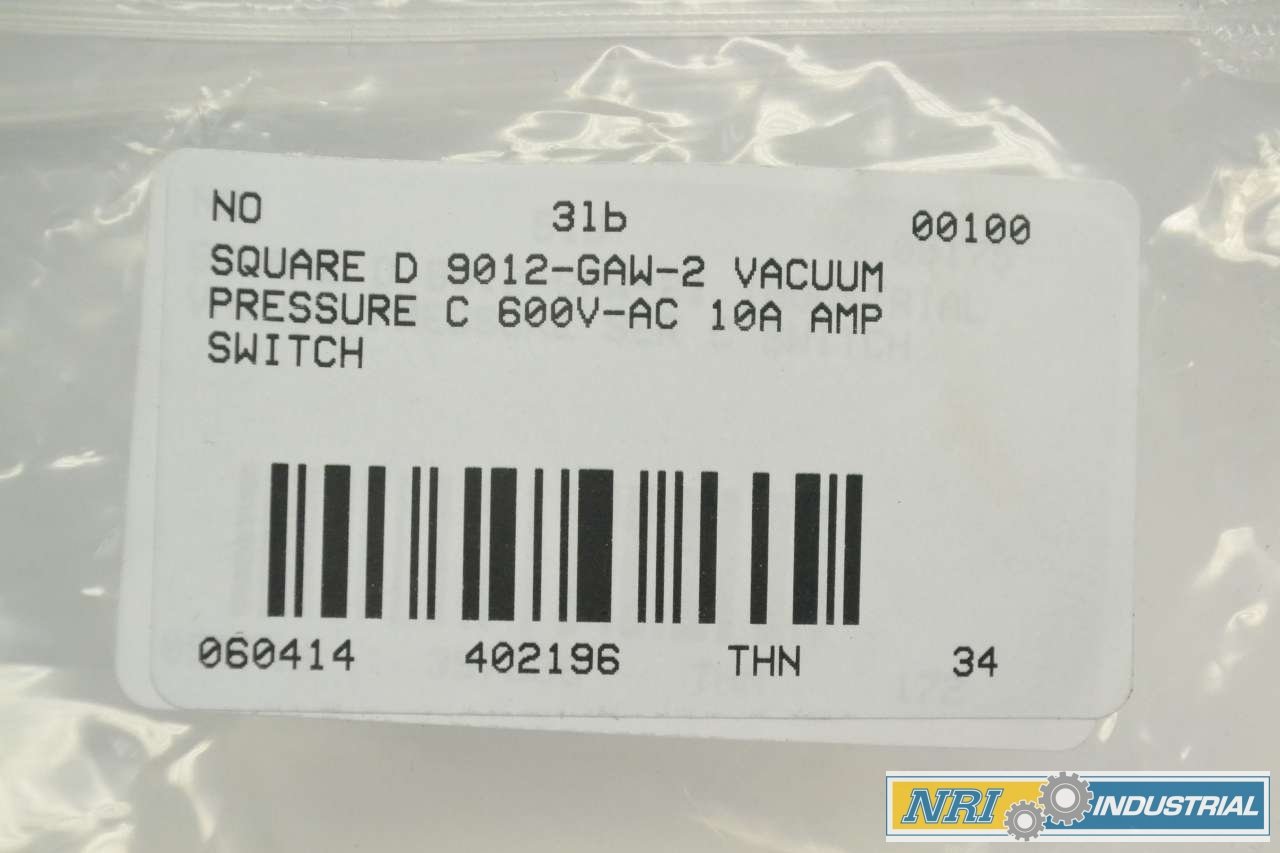 NO 3lb 00100
SQUARE D 9012-GAW-2 VACUUM
PRESSURE C 600V-AC 10A AMP
SWITCH
060414 402196 THN 34
NRI INDUSTRIAL